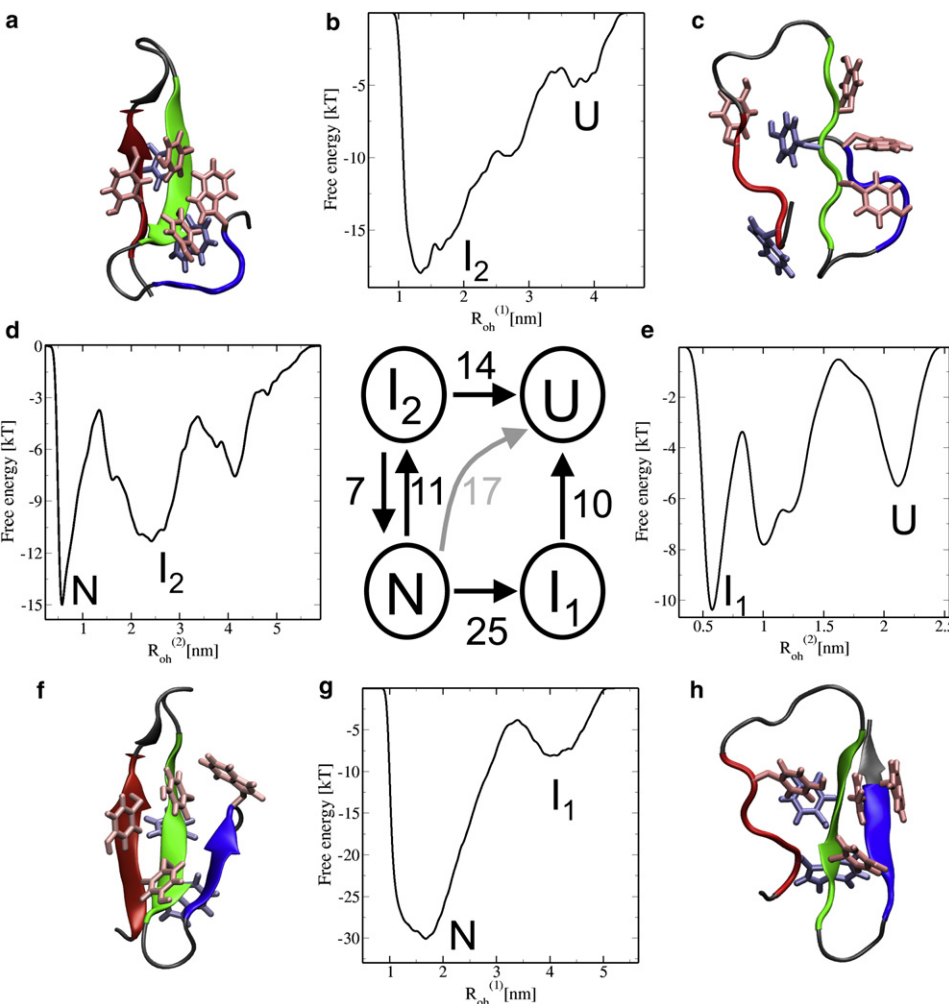 a
b
0
-5
-10
-15
Free energy [kT]
I2
U
1 2 3 4
Roh(1)[nm]
c
d
0
-3
-6
-9
-12
-15
Free energy [kT]
N
I2
1 2 3 4 5
Roh(2)[nm]
I2
14
U
7
11
17
10
N
25
I1
e
0
-2
-4
-6
-8
-10
Free energy [kT]
I1
U
0.5 1 1.5 2 2.5
Roh(2)[nm]
f
g
-5
-10
-15
-20
-25
-30
Free energy [kT]
N
I1
1 2 3 4 5
Roh(1)[nm]
h